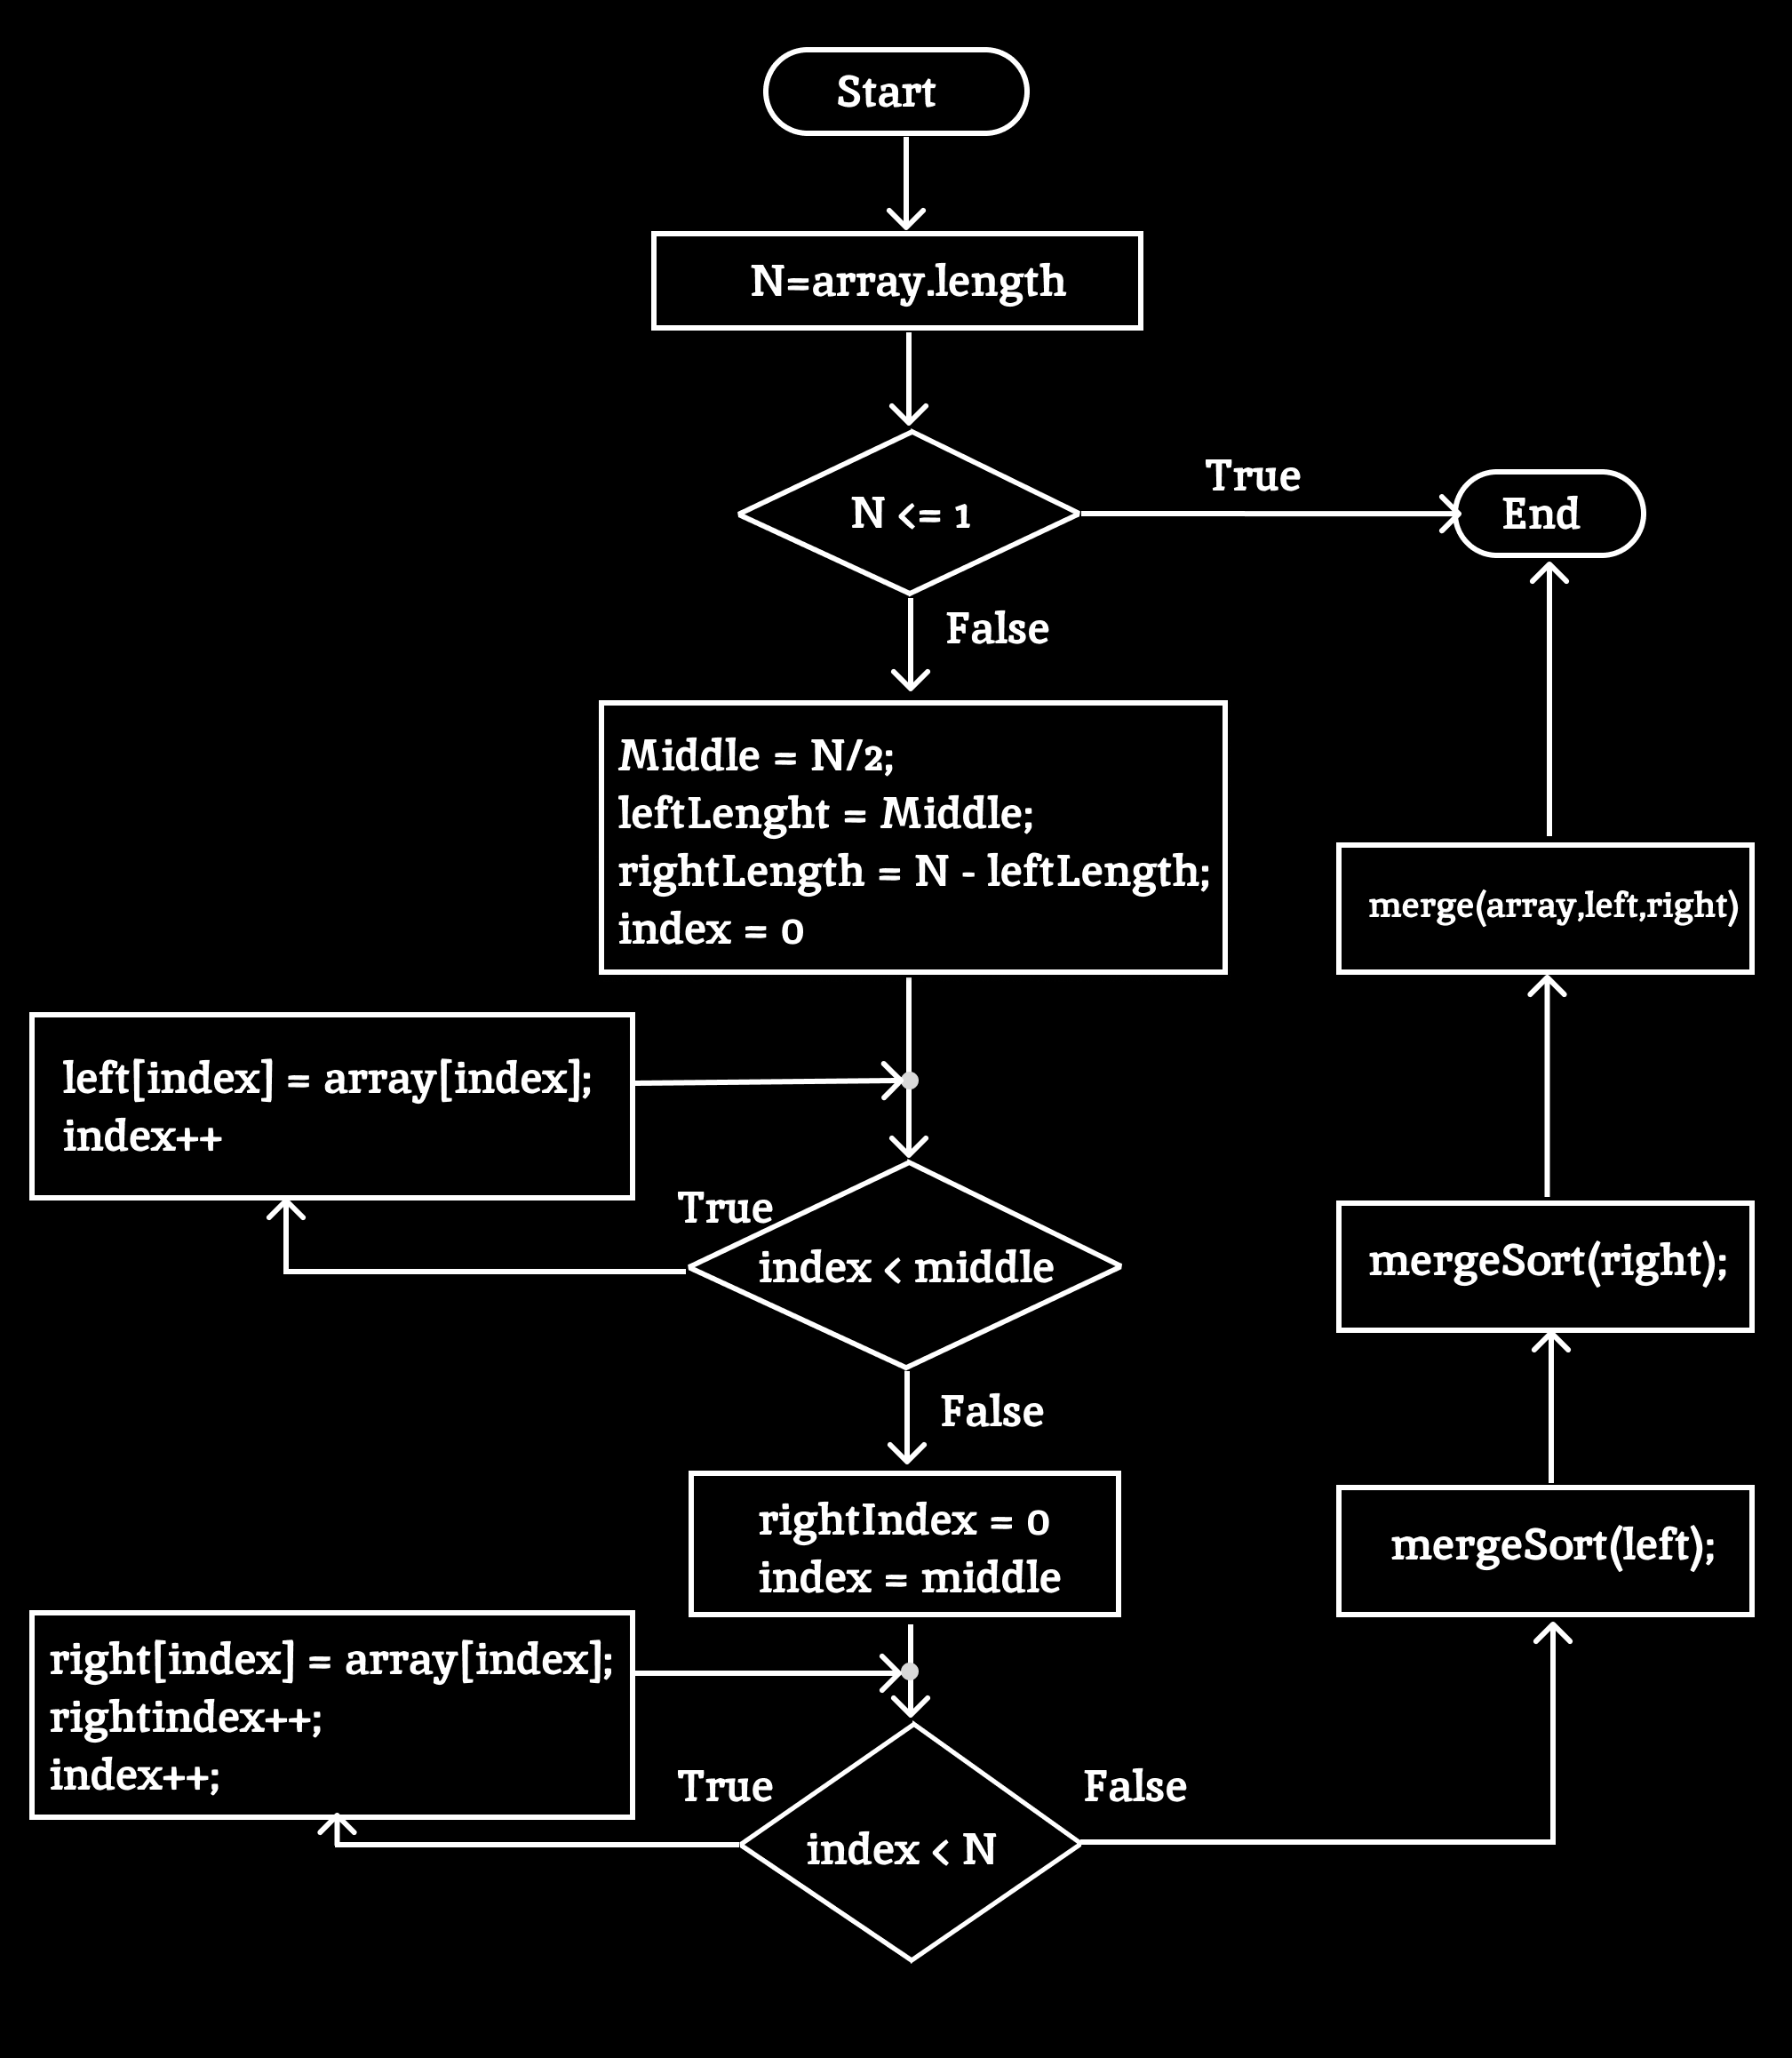 Start
N=array.length
N <= 1
True
End
False
Middle = N/2;
leftLenght = Middle;
rightLength = N - leftLength;
index = 0
merge(array,left,right)
left[index] = array[index];
index++
True
index < middle
mergeSort(right);
False
rightIndex = 0
index = middle
mergeSort(left);
right[index] = array[index];
rightindex++;
index++;
True
False
index < N